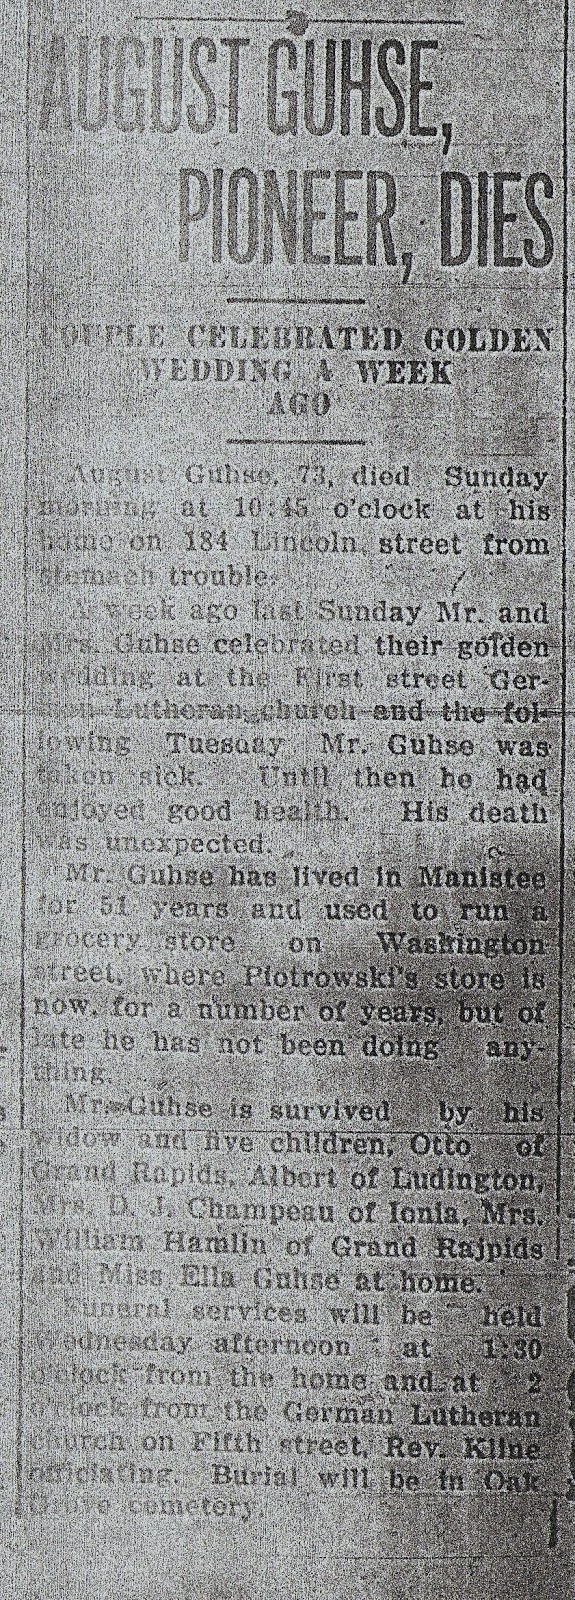 AUGUST GUHSE,
PIONEER, DIES
COUPLE CELEBRATED GOLDEN
WEDDING A WEEK
AGO
August Guhse, 73, died Sunday
morning at 10:45 o'clock at his
home on 184 Lincoln street from
stomach trouble.
A week ago last Sunday Mr. and
Mrs. Guhse celebrated their golden
wedding at the First street Ger-
man Lutheran church and the fol-
lowing Tuesday Mr. Guhse was
taken sick. Until then he had
enjoyed good health. His death
was unexpected.
Mr. Guhse has lived in Manistee
for 51 years and used to run a
grocery store on Washington
street, where Piotrowski's store is
now, for a number of years, but of
late he has not been doing any-
thing.
Mr. Guhse is survived by his
widow and five children, Otto of
Grand Rapids, Albert of Ludington,
Mrs. D. J. Champeau of Ionia, Mrs.
William Hamlin of Grand Rajpids
and Miss Ella Guhse at home.
Funeral services will be held
Wednesday afternoon at 1:30
o'clock from the home and at 2
o'clock from the German Lutheran
church on Fifth street, Rev. Kline
officiating. Burial will be in Oak
Grove cemetery.